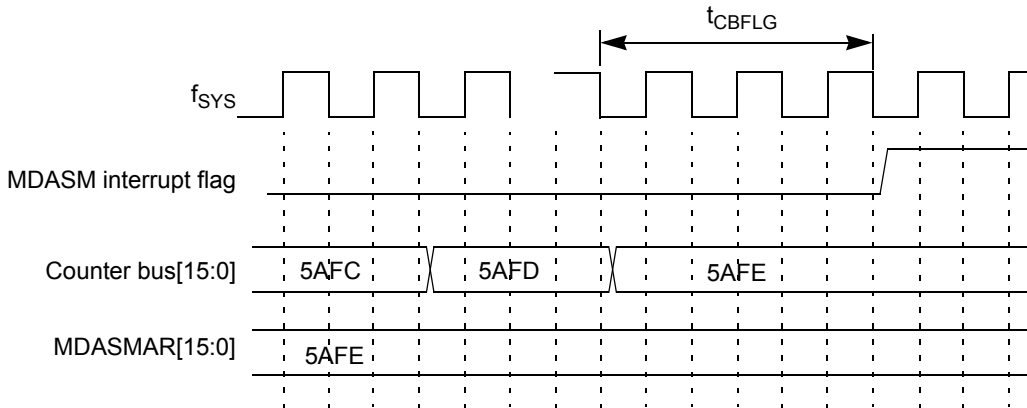 tCBFLG
fSYS
MDASM interrupt flag
Counter bus[15:0] 5AFC 5AFD 5AFE
MDASMAR[15:0] 5AFE